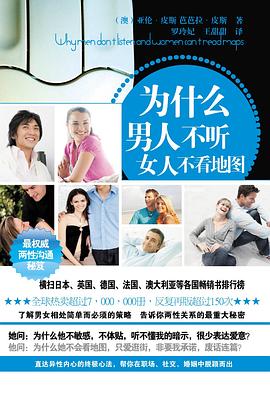 （澳）亚伦·皮斯 芭芭拉·皮斯 著
罗玲妃 王甜甜 译
Why men don't listen and women can't read maps
为什么
男人不听
女人不看地图
最权威
两性沟通
秘笈
横扫日本、英国、德国、法国、澳大利亚等各国畅销书排行榜
★★★全球热卖超过7，000，000册，反复再版超过150次★★★
了解男女相处简单而必须的策略 告诉你两性关系的最重大秘密
她问：为什么他不敏感，不体贴，听不懂我的暗示，很少表达爱意？
他问：为什么她不会看地图，只爱逛街，非要我承诺，废话连篇？
直达异性内心的终极心法，帮你在职场、社交、婚姻中脱颖而出